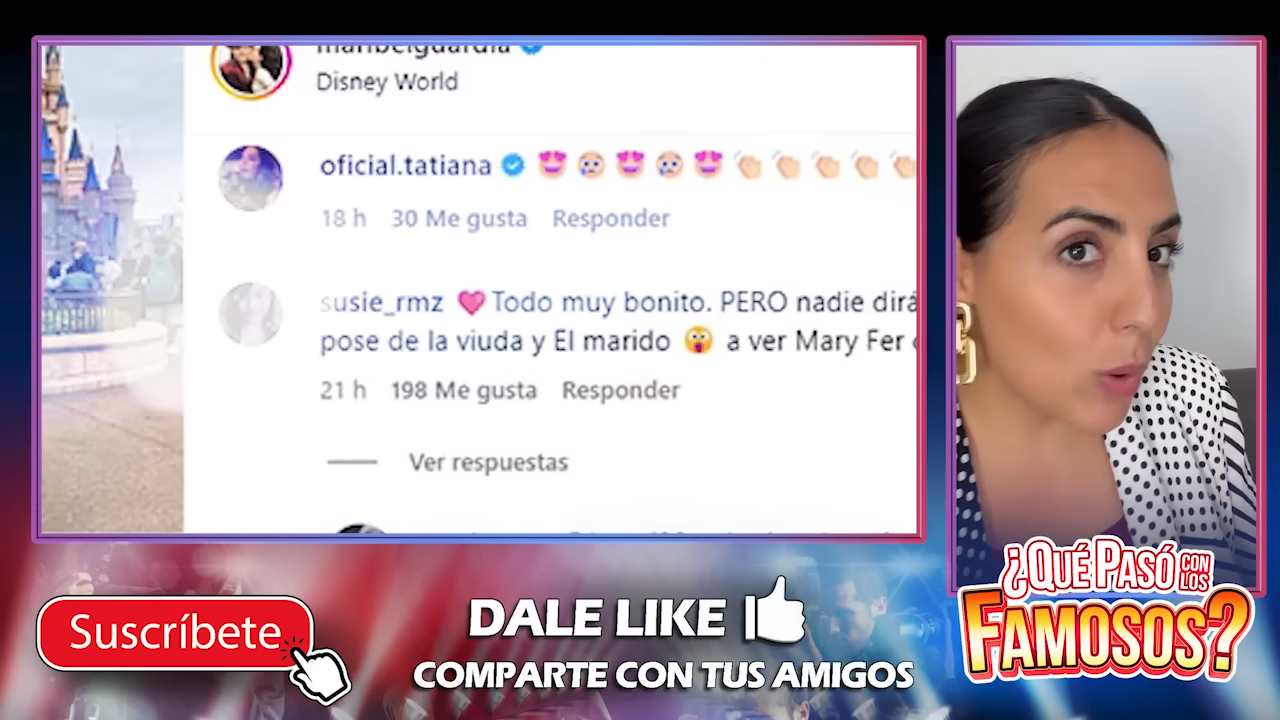 maribelguardia
Disney World
oficial.tatiana
18 h 30 Me gusta Responder
susie_rmz Todo muy bonito. PERO nadie dirá
pose de la viuda y El marido a ver Mary Fer
21 h 198 Me gusta Responder
Ver respuestas
¿QUÉ PASÓ CON
LOS
FAMOSOS?
Suscríbete
DALE LIKE
COMPARTE CON TUS AMIGOS